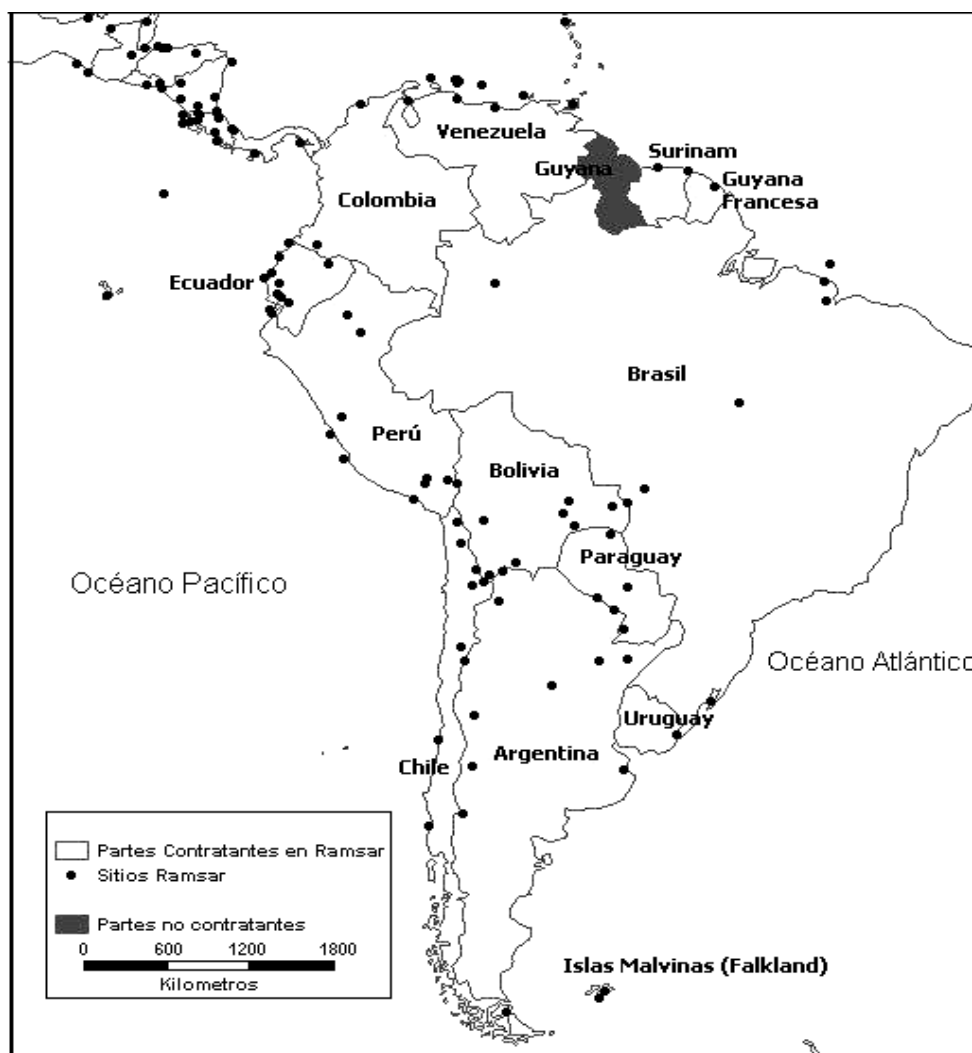 Venezuela
Surinam
Guyana
Guyana
Francesa
Colombia
Ecuador
Brasil
Perú
Bolivia
Paraguay
Océano Pacífico
Océano Atlántico
Uruguay
Argentina
Chile
Partes Contratantes en Ramsar
Sitios Ramsar
Partes no contratantes
0 600 1200 1800
Kilometros
Islas Malvinas (Falkland)